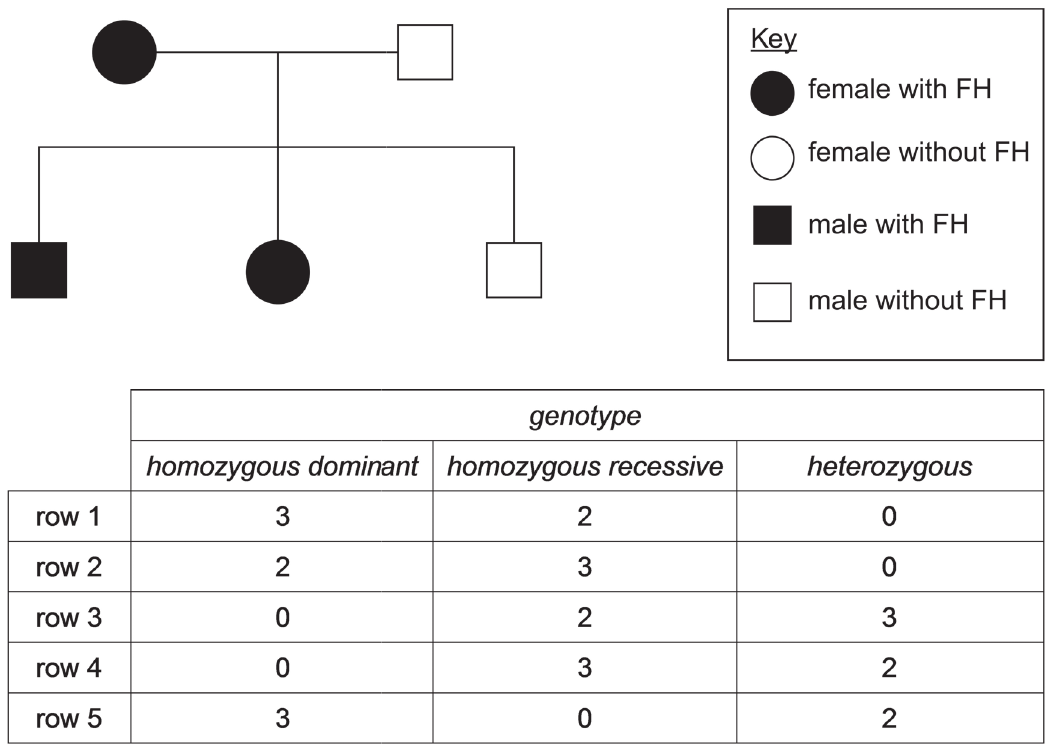 Key
female with FH
female without FH
male with FH
male without FH
genotype
homozygous dominant homozygous recessive heterozygous
row 1 3 2 0
row 2 2 3 0
row 3 0 2 3
row 4 0 3 2
row 5 3 0 2